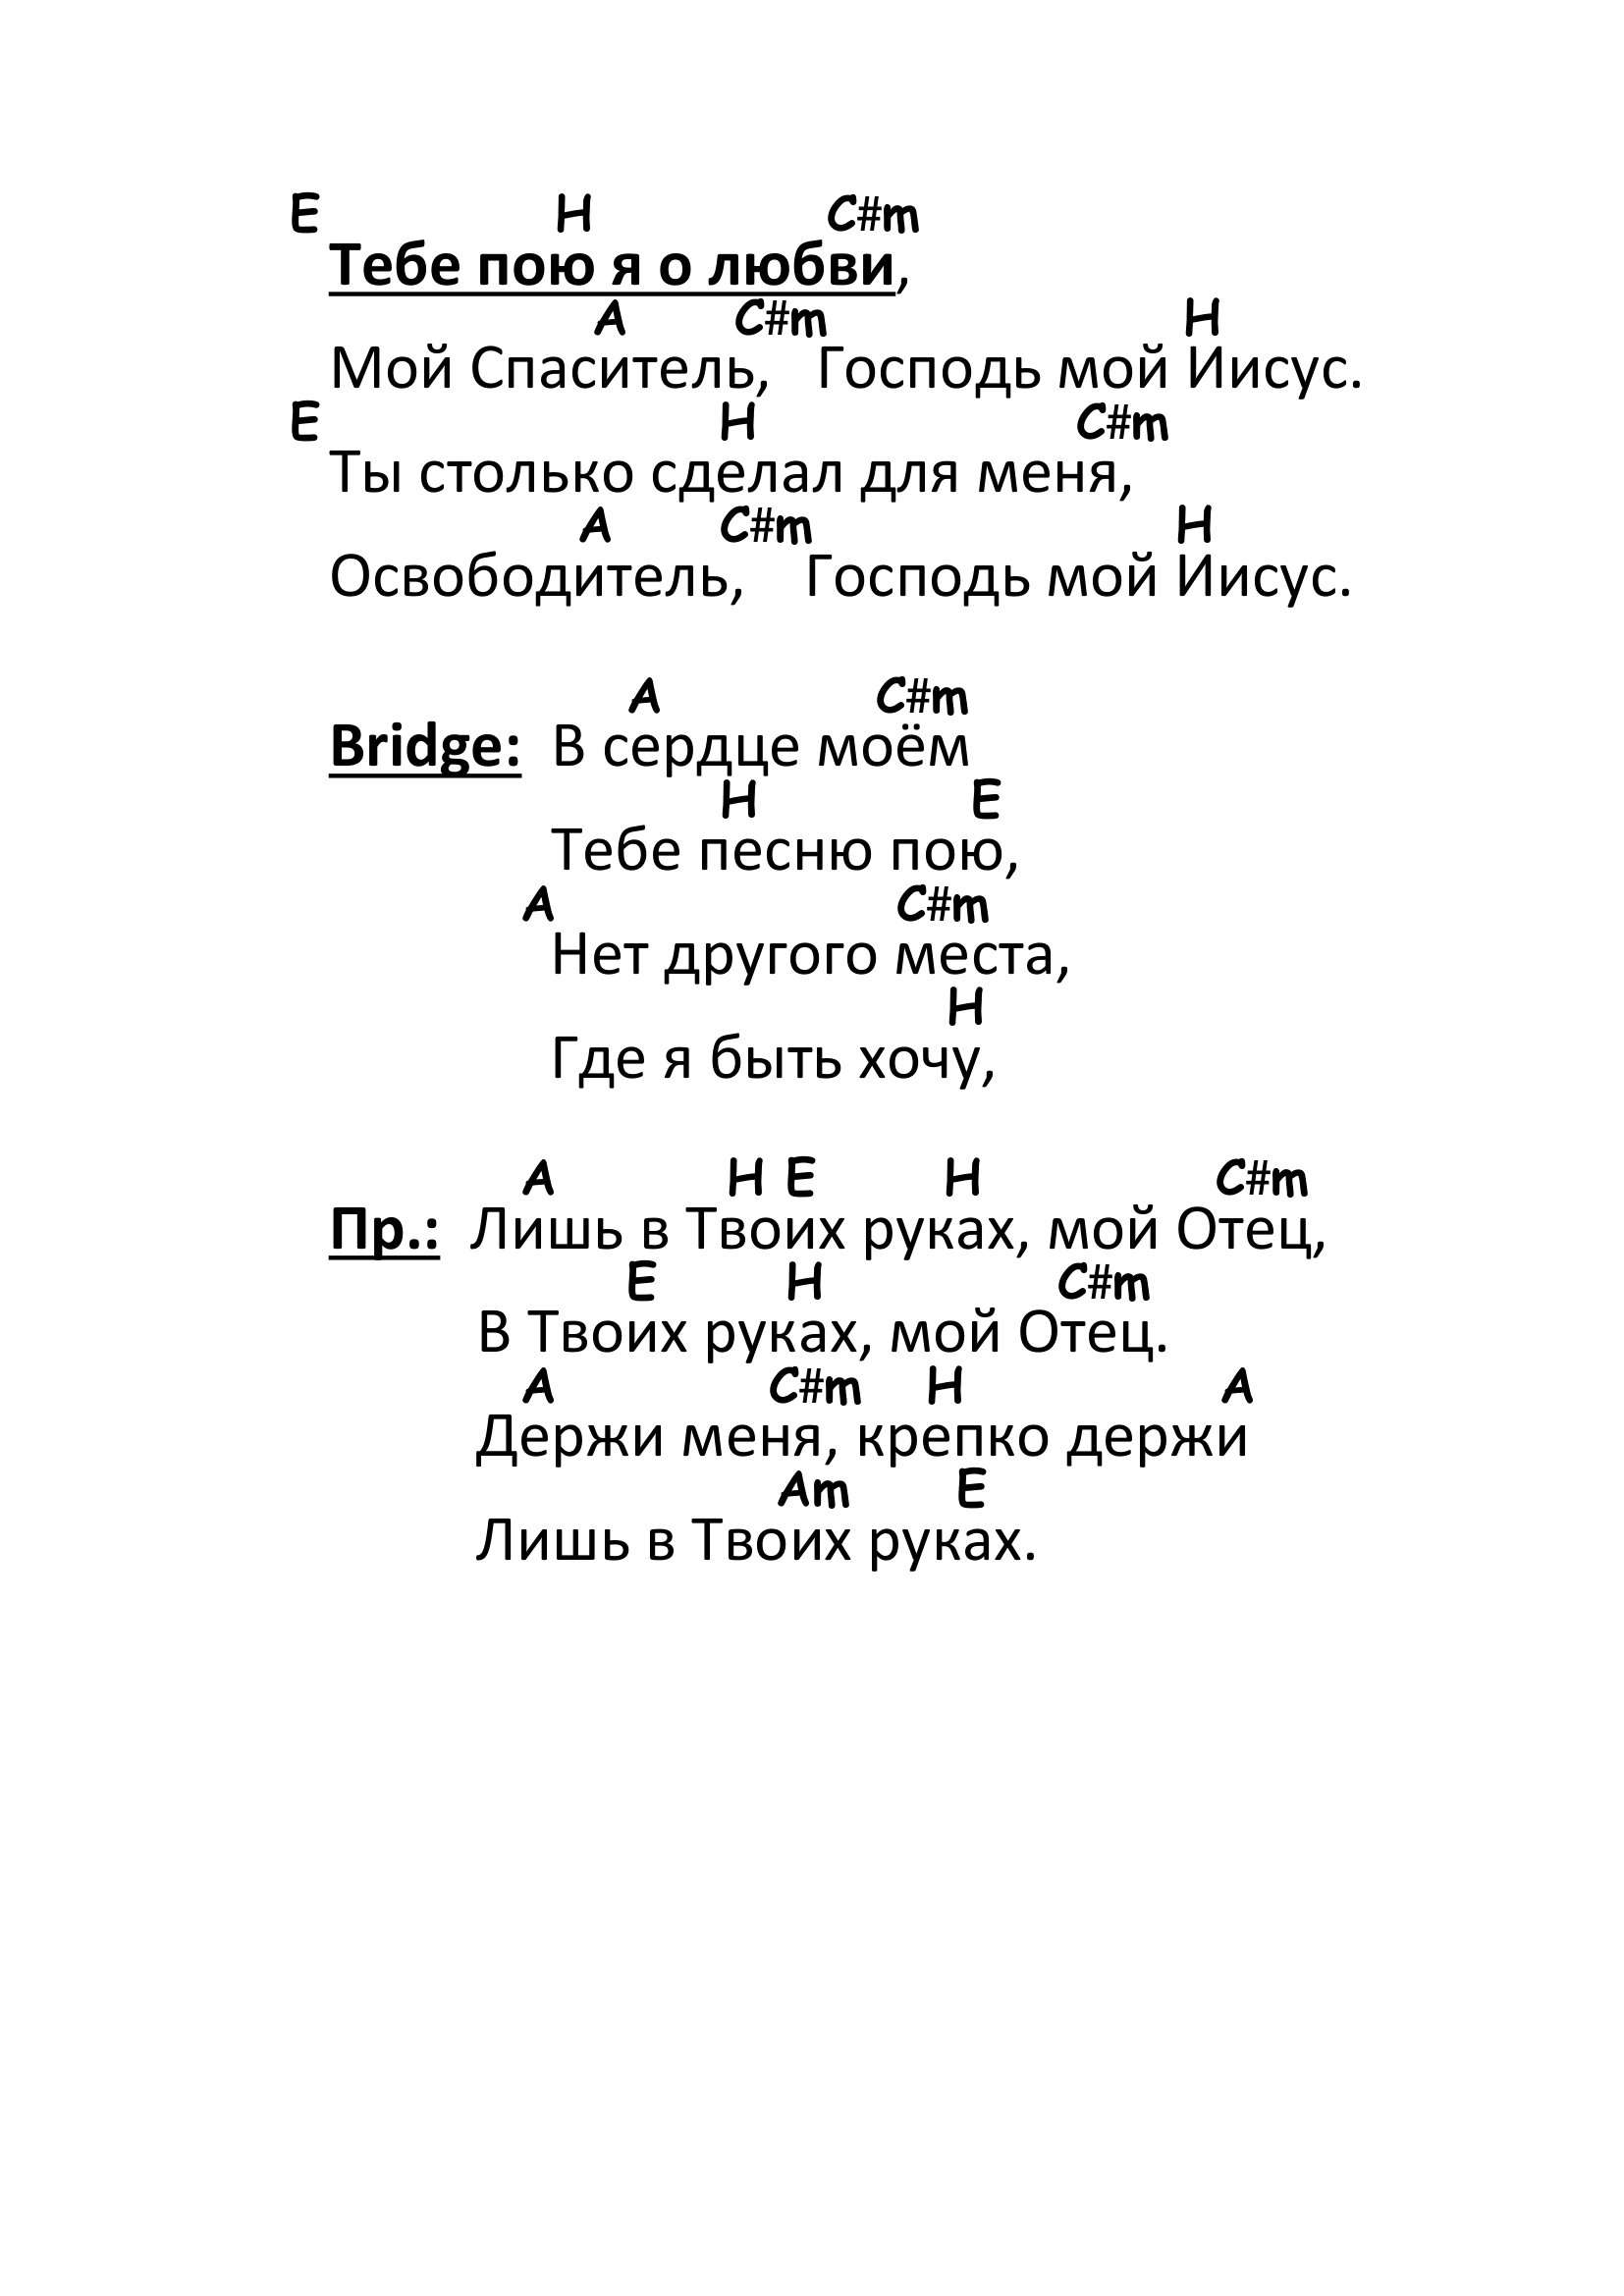 E H C#m
Тебе пою я о любви,
A C#m H
Мой Спаситель, Господь мой Иисус.
E H C#m
Ты столько сделал для меня,
A C#m H
Освободитель, Господь мой Иисус.
A C#m
Bridge: В сердце моём
H E
Тебе песню пою,
A C#m
Нет другого места,
H
Где я быть хочу,
A H E H C#m
Пр.: Лишь в Твоих руках, мой Отец,
E H C#m
В Твоих руках, мой Отец.
A C#m H A
Держи меня, крепко держи
Am E
Лишь в Твоих руках.